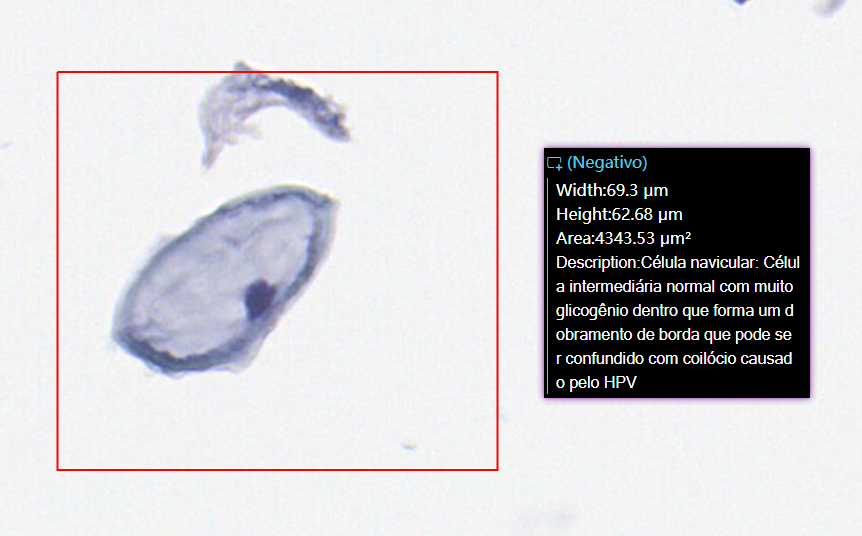 (Negativo)
Width:69.3 µm
Height:62.68 µm
Area:4343.53 µm²
Description:Célula navicular: Célul
a intermediária normal com muito
glicogênio dentro que forma um d
obramento de borda que pode se
r confundido com coilócio causad
o pelo HPV